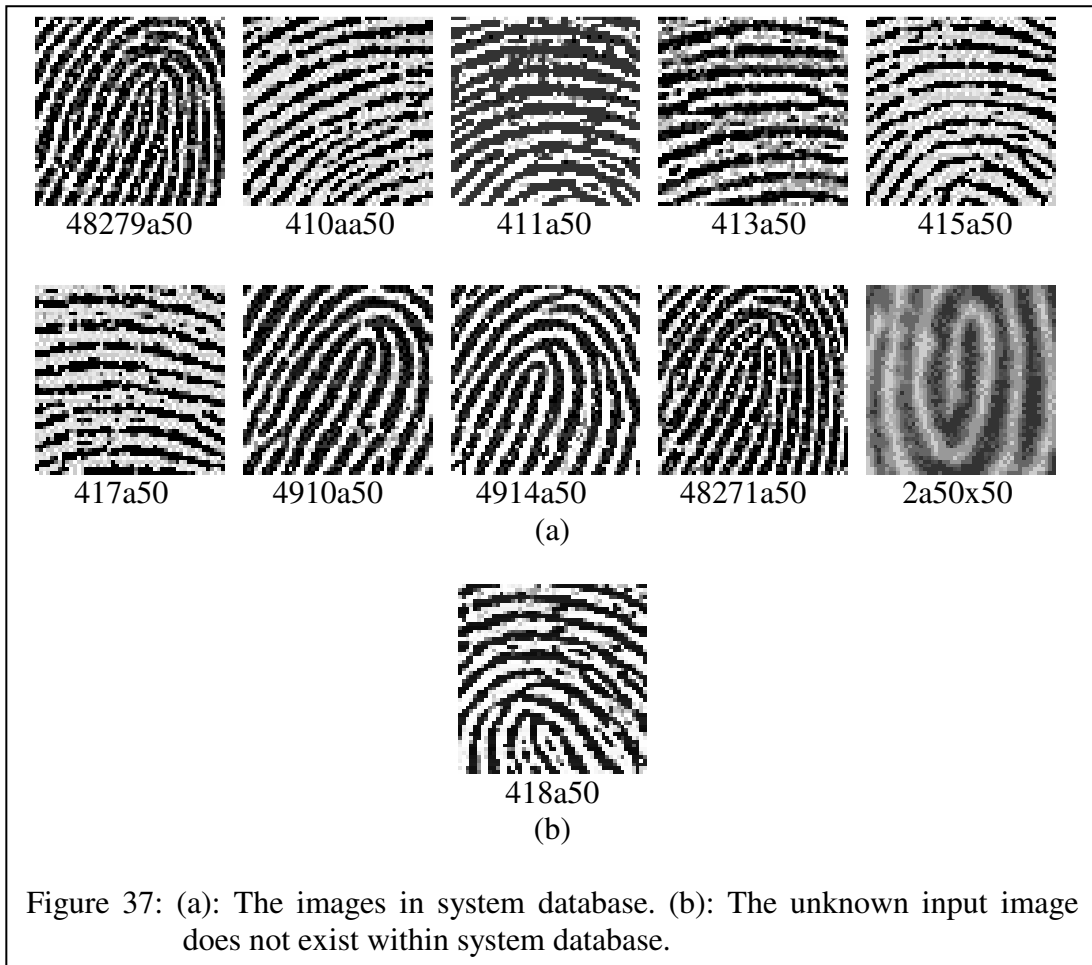 48279a50 410aa50 411a50 413a50 415a50
417a50 4910a50 4914a50 48271a50 2a50x50
(a)
418a50
(b)
Figure 37: (a): The images in system database. (b): The unknown input image
does not exist within system database.